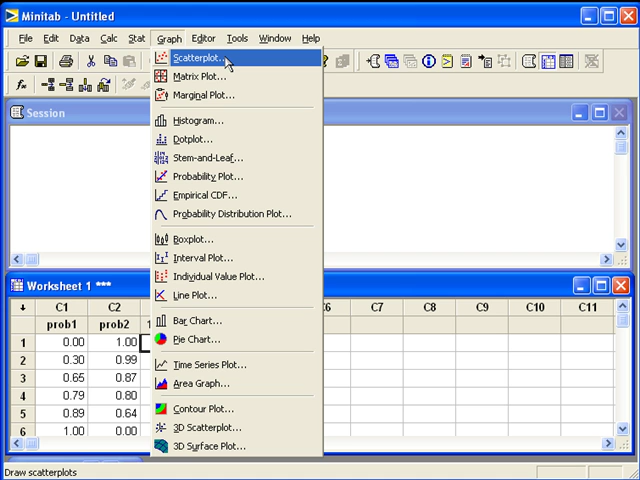 Minitab - Untitled
File Edit Data Calc Stat Graph Editor Tools Window Help
Scatterplot...
Matrix Plot...
Marginal Plot...
Histogram...
Dotplot...
Stem-and-Leaf...
Probability Plot...
Empirical CDF...
Probability Distribution Plot...
Boxplot...
Interval Plot...
Individual Value Plot...
Line Plot...
Bar Chart...
Pie Chart...
Time Series Plot...
Area Graph...
Contour Plot...
3D Scatterplot...
3D Surface Plot...
Session
Worksheet 1 ***
C1 C2 C7 C8 C9 C10 C11
prob1 prob2
1 0.00 1.00
2 0.30 0.99
3 0.65 0.87
4 0.79 0.80
5 0.89 0.64
6 1.00 0.00
Draw scatterplots